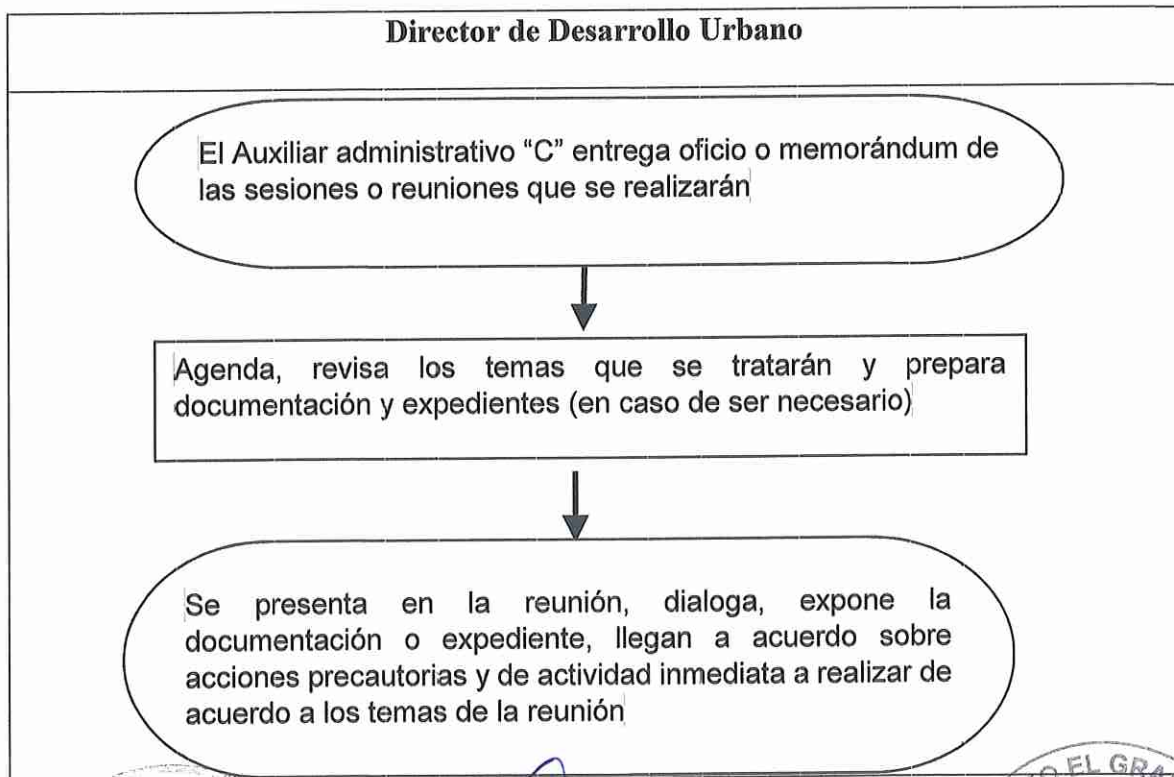 Director de Desarrollo Urbano
El Auxiliar administrativo “C” entrega oficio o memorándum de
las sesiones o reuniones que se realizarán
Agenda, revisa los temas que se tratarán y prepara
documentación y expedientes (en caso de ser necesario)
Se presenta en la reunión, dialoga, expone la
documentación o expediente, llegan a acuerdo sobre
acciones precautorias y de actividad inmediata a realizar de
acuerdo a los temas de la reunión
EL